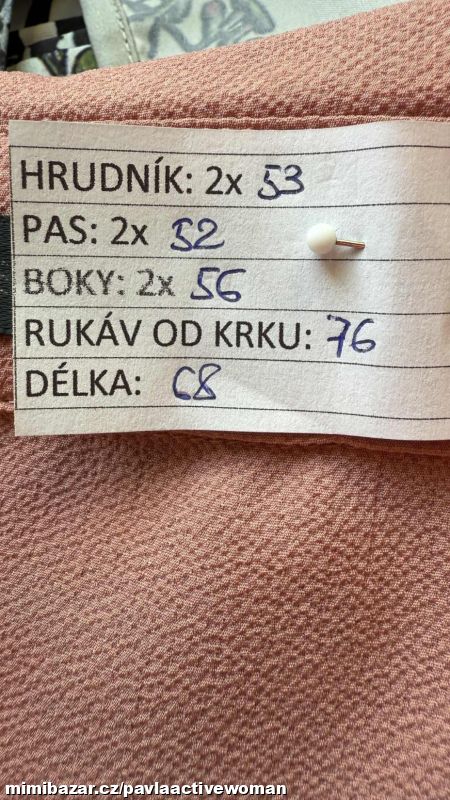 HRUDNÍK: 2x 53
PAS: 2x 52
BOKY: 2x 56
RUKÁV OD KRKU: 76
DÉLKA: 68
mimibazar.cz/pavlaactivewoman